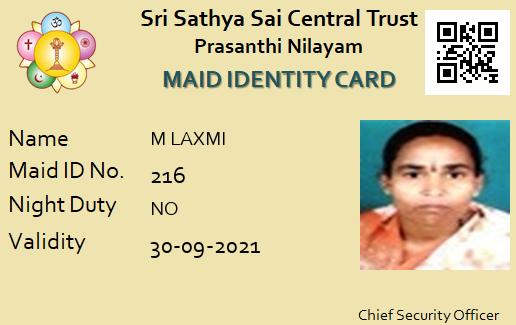 Sri Sathya Sai Central Trust
Prasanthi Nilayam
MAID IDENTITY CARD
Name M LAXMI
Maid ID No. 216
Night Duty NO
Validity 30-09-2021
Chief Security Officer